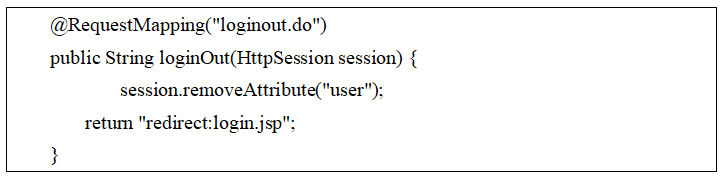 @RequestMapping("loginout.do")
public String loginOut(HttpSession session) {
session.removeAttribute("user");
return "redirect:login.jsp";
}